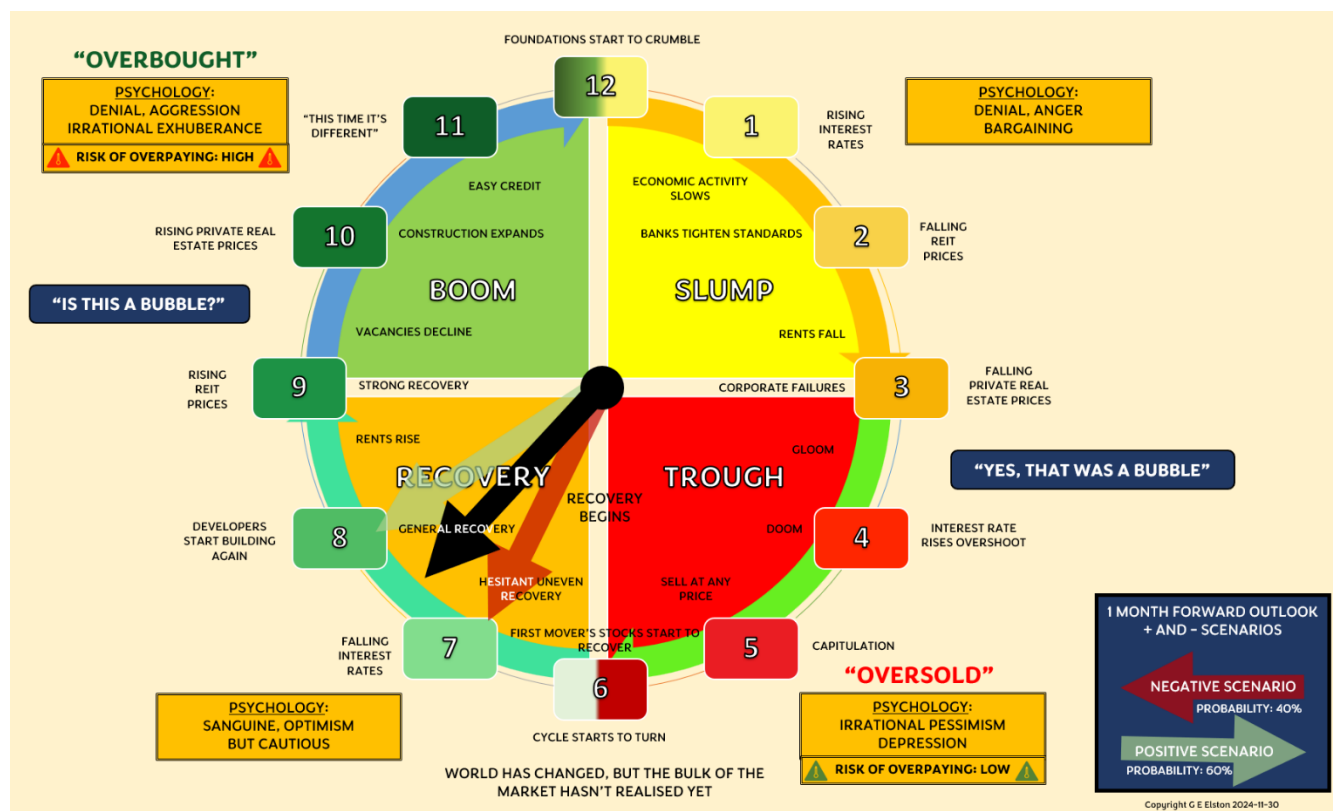 FOUNDATIONS START TO CRUMBLE
12
"OVERBOUGHT"
PSYCHOLOGY:
DENIAL, AGGRESSION
IRRATIONAL EXHUBERANCE
RISK OF OVERPAYING: HIGH
"THIS TIME IT'S
DIFFERENT"
11
1
RISING
INTEREST
RATES
PSYCHOLOGY:
DENIAL, ANGER
BARGAINING
EASY CREDIT
ECONOMIC ACTIVITY
SLOWS
RISING PRIVATE REAL
ESTATE PRICES
10
CONSTRUCTION EXPANDS
BANKS TIGHTEN STANDARDS
2
FALLING
REIT
PRICES
BOOM
SLUMP
"IS THIS A BUBBLE?"
VACANCIES DECLINE
RENTS FALL
RISING
REIT
PRICES
9
STRONG RECOVERY
CORPORATE FAILURES
3
FALLING
PRIVATE REAL
ESTATE PRICES
RENTS RISE
GLOOM
RECOVERY
TROUGH
"YES, THAT WAS A BUBBLE"
RECOVERY
BEGINS
DEVELOPERS
START BUILDING
AGAIN
8
GENERAL RECOVERY
DOOM
4
INTEREST RATE
RISES OVERSHOOT
HESITANT UNEVEN
RECOVERY
SELL AT ANY
PRICE
FALLING
INTEREST
RATES
7
FIRST MOVER'S STOCKS START TO
RECOVER
5
CAPITULATION
6
CYCLE STARTS TO TURN
PSYCHOLOGY:
SANGUINE, OPTIMISM
BUT CAUTIOUS
"OVERSOLD"
PSYCHOLOGY:
IRRATIONAL PESSIMISM
DEPRESSION
RISK OF OVERPAYING: LOW
WORLD HAS CHANGED, BUT THE BULK OF THE
MARKET HASN'T REALISED YET
1 MONTH FORWARD OUTLOOK
+ AND - SCENARIOS
NEGATIVE SCENARIO
PROBABILITY: 40%
POSITIVE SCENARIO
PROBABILITY: 60%
Copyright G E Elston 2024-11-30